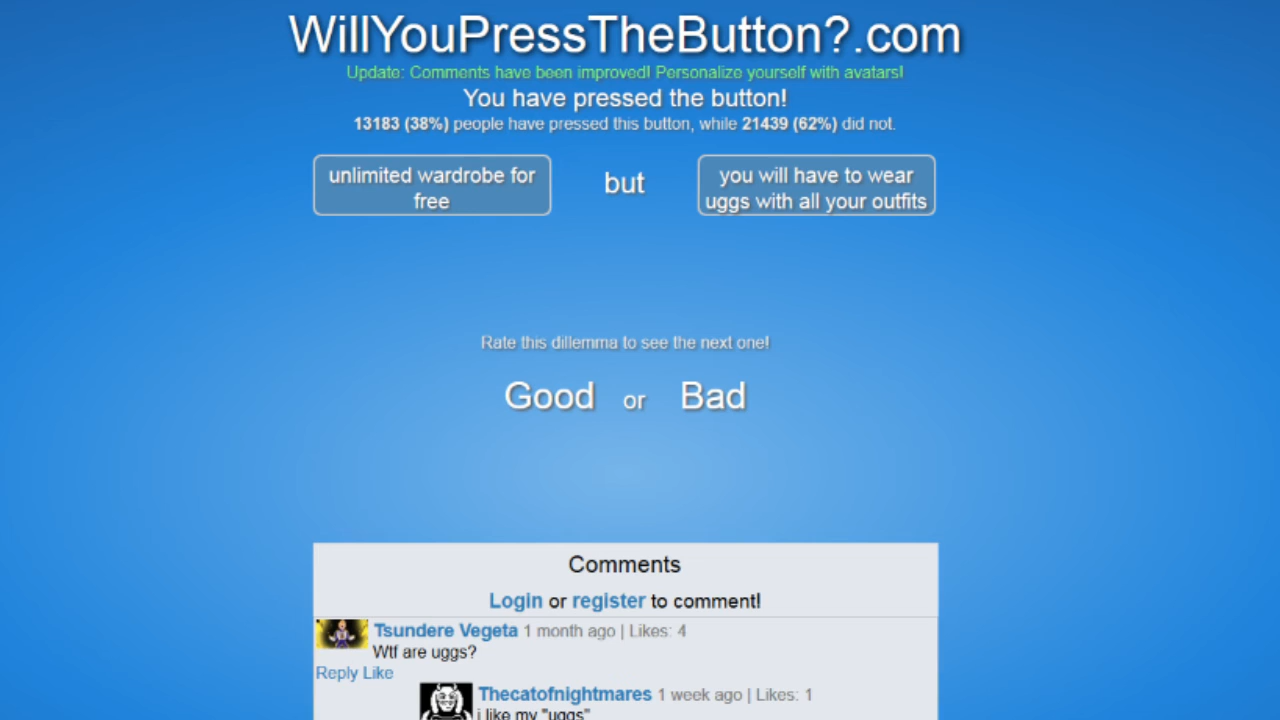 WillYouPressTheButton?.com
Update: Comments have been improved! Personalize yourself with avatars!
You have pressed the button!
13183 (38%) people have pressed this button, while 21439 (62%) did not.
unlimited wardrobe for
free
but
you will have to wear
uggs with all your outfits
Rate this dillemma to see the next one!
Good or Bad
Comments
Login or register to comment!
Tsundere Vegeta 1 month ago | Likes: 4
Wtf are uggs?
Reply Like
Thecatofnightmares 1 week ago | Likes: 1
i like my "uggs"